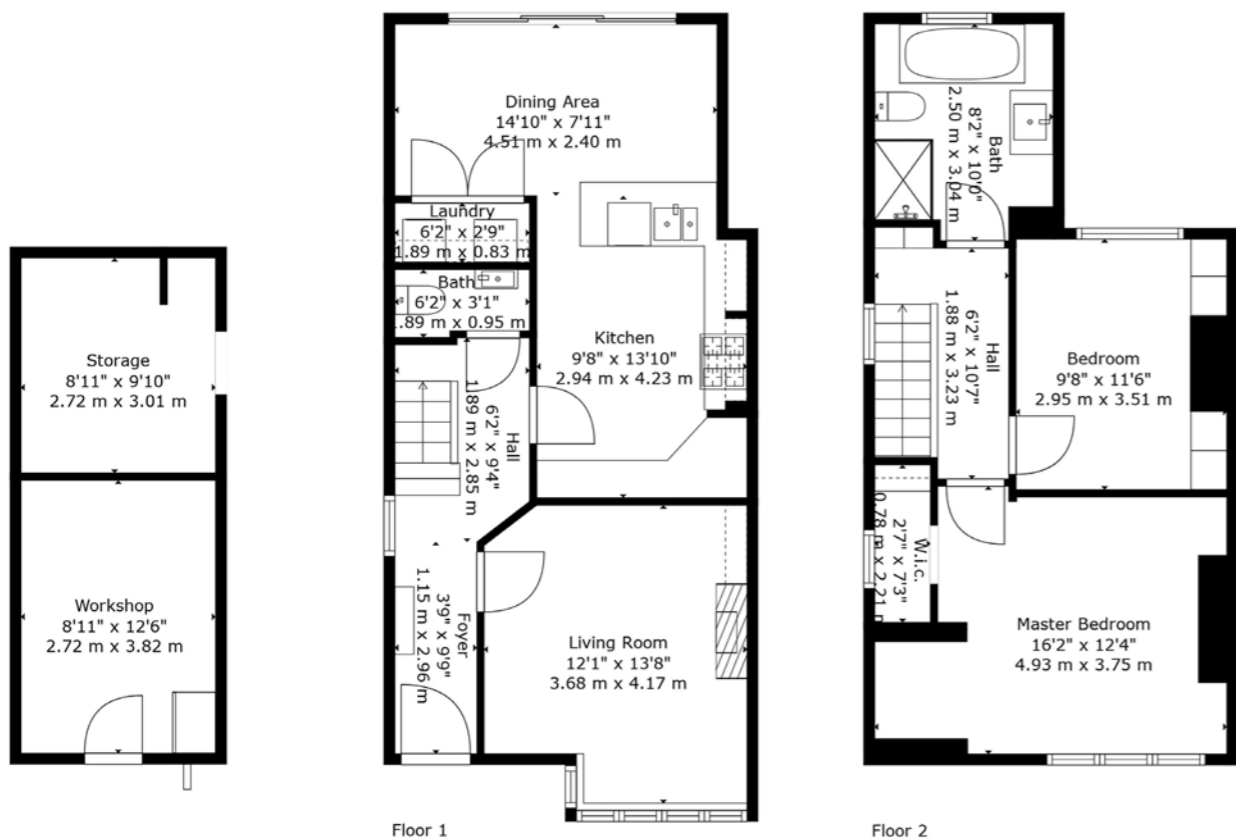 Storage
8'11" x 9'10"
2.72 m x 3.01 m
Workshop
8'11" x 12'6"
2.72 m x 3.82 m
Dining Area
14'10" x 7'11"
4.51 m x 2.40 m
Laundry
6'2" x 2'9"
1.89 m x 0.83 m
Bath
6'2" x 3'1"
1.89 m x 0.95 m
Kitchen
9'8" x 13'10"
2.94 m x 4.23 m
Hall
6'2" x 9'4"
1.89 m x 2.85 m
Foyer
3'9" x 9'9"
1.15 m x 2.96 m
Living Room
12'1" x 13'8"
3.68 m x 4.17 m
Floor 1
Bath
8'2" x 10'0"
2.50 m x 3.04 m
Hall
6'2" x 10'7"
1.88 m x 3.23 m
Bedroom
9'8" x 11'6"
2.95 m x 3.51 m
W.i.c.
2'7" x 7'3"
0.78 m x 2.21 m
Master Bedroom
16'2" x 12'4"
4.93 m x 3.75 m
Floor 2